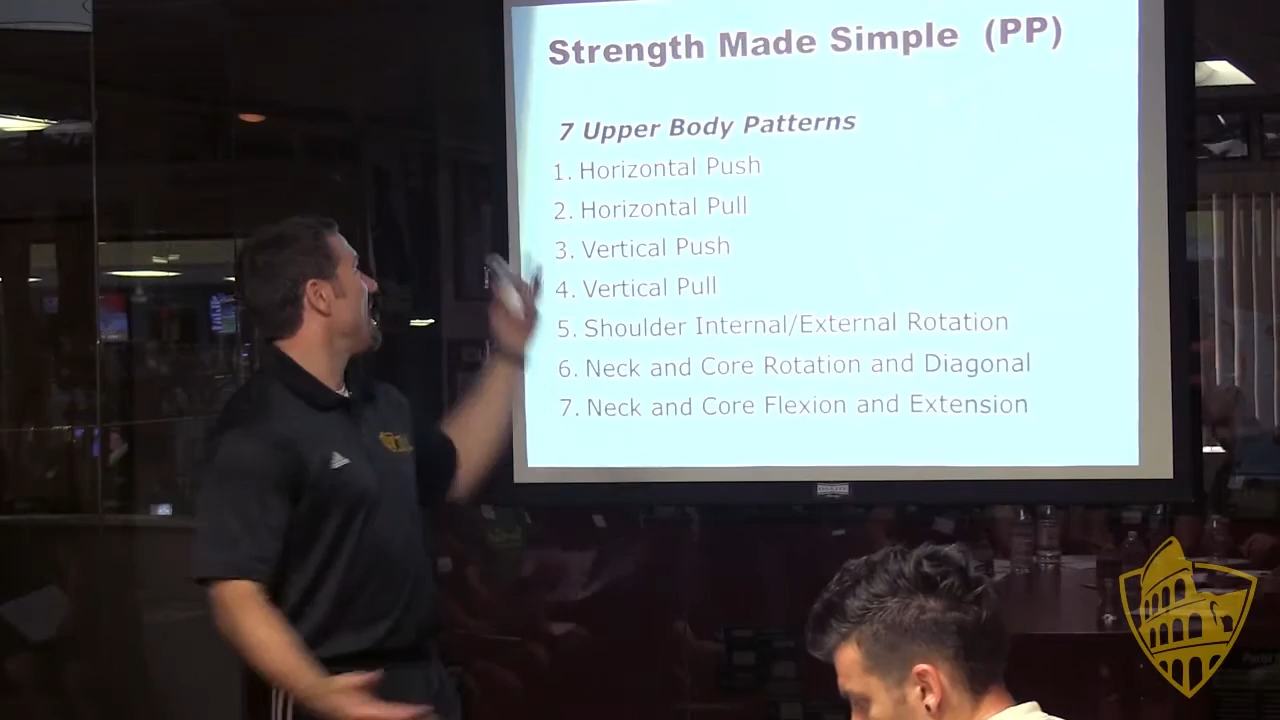 Strength Made Simple (PP)
7 Upper Body Patterns
1. Horizontal Push
2. Horizontal Pull
3. Vertical Push
4. Vertical Pull
5. Shoulder Internal/External Rotation
6. Neck and Core Rotation and Diagonal
7. Neck and Core Flexion and Extension